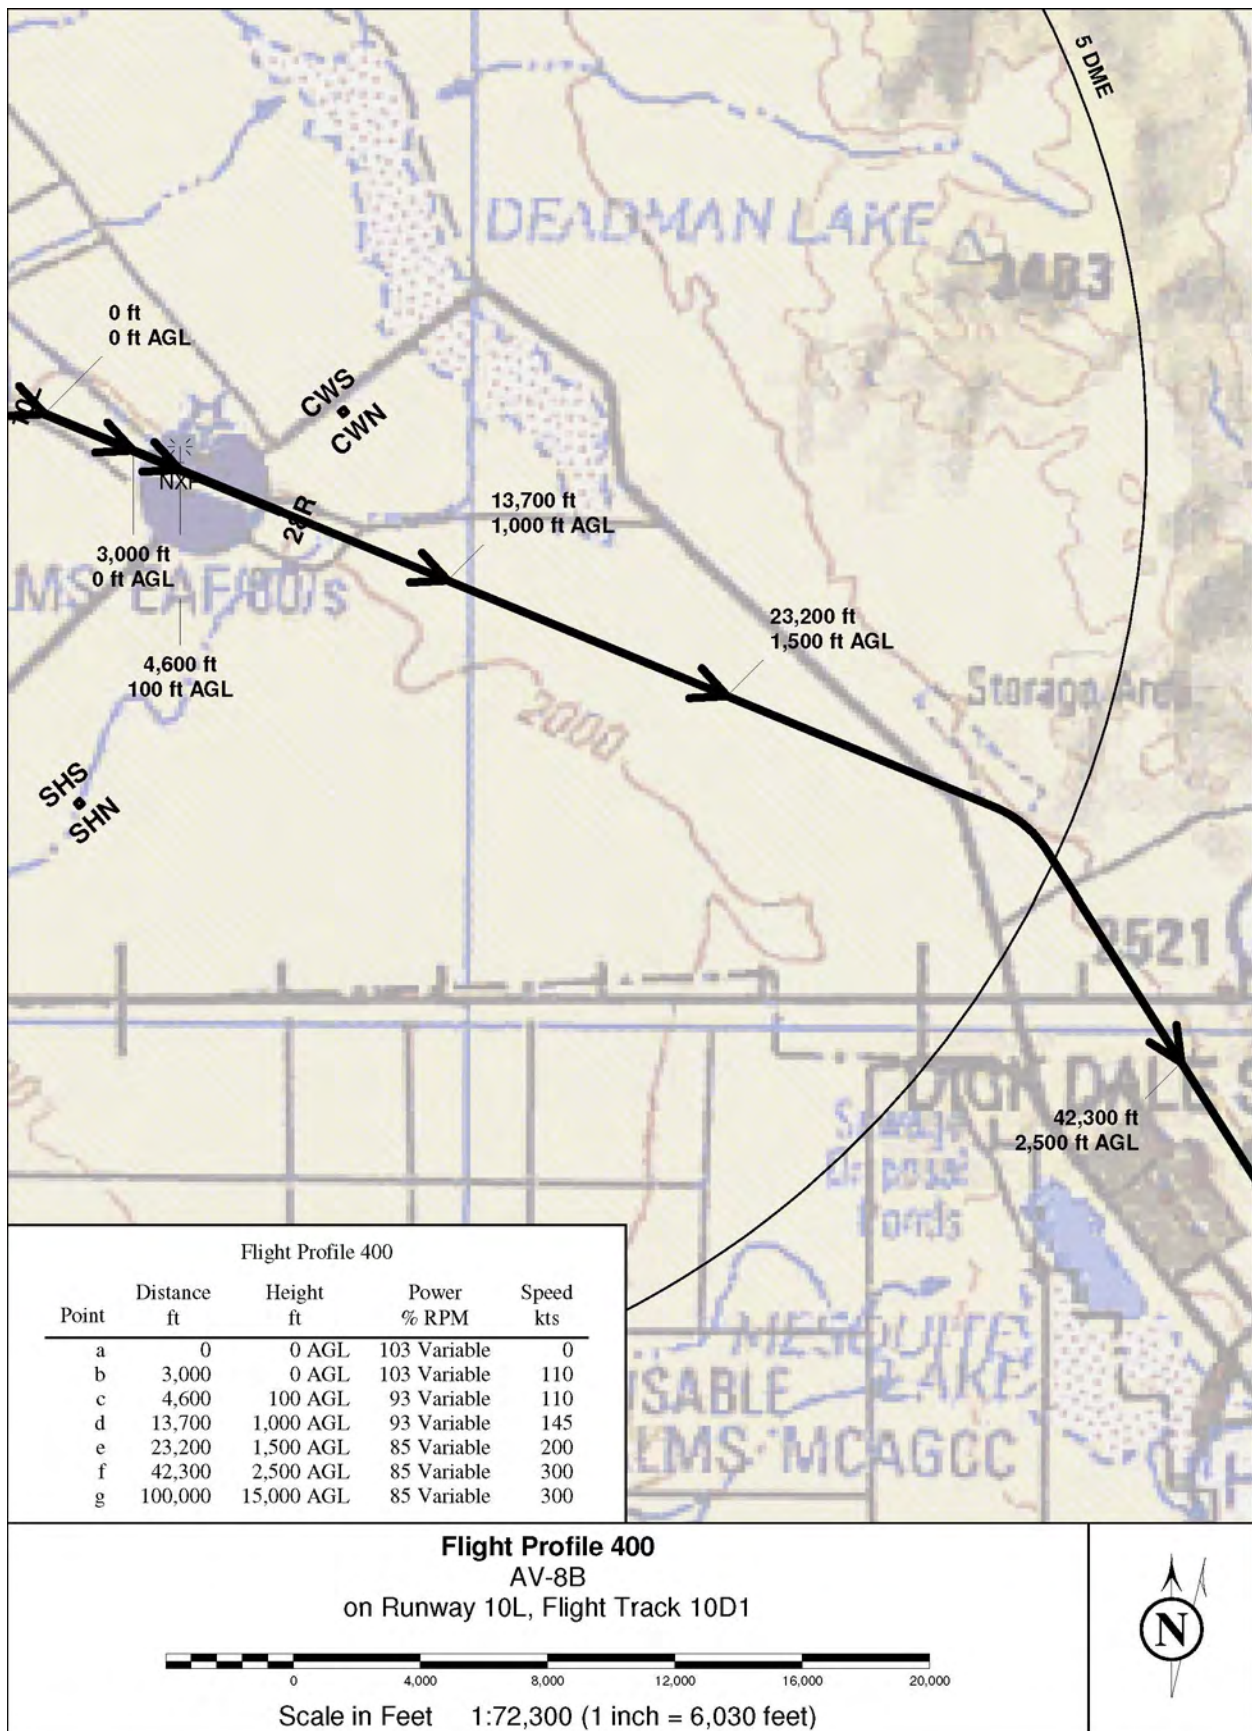 5 DME
DEADMAN LAKE
3483
0 ft
0 ft AGL
10L
CWS
CWN
28R
13,700 ft
1,000 ft AGL
3,000 ft
0 ft AGL
EAF/80/s
23,200 ft
1,500 ft AGL
4,600 ft
100 ft AGL
Storage Area
2000
SHS
SHN
2521
DALE
42,300 ft
2,500 ft AGL
Sewage
Disposal
Ponds
MESQUITE
LAKE
USABLE
LMS MCAGCC
Flight Profile 400
Distance Height Power Speed
Point ft ft % RPM kts
a 0 0 AGL 103 Variable 0
b 3,000 0 AGL 103 Variable 110
c 4,600 100 AGL 93 Variable 110
d 13,700 1,000 AGL 93 Variable 145
e 23,200 1,500 AGL 85 Variable 200
f 42,300 2,500 AGL 85 Variable 300
g 100,000 15,000 AGL 85 Variable 300
Flight Profile 400
AV-8B
on Runway 10L, Flight Track 10D1
0 4,000 8,000 12,000 16,000 20,000
Scale in Feet 1:72,300 (1 inch = 6,030 feet)
N